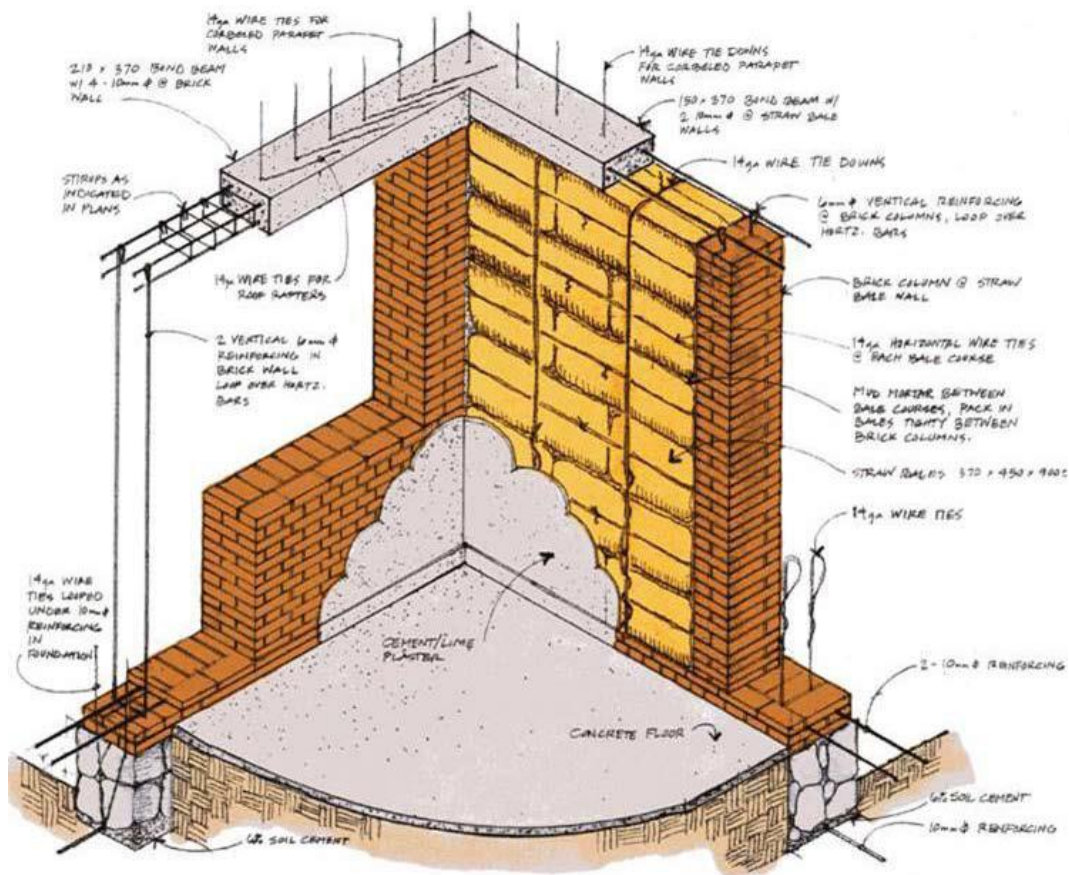 14ga WIRE TIES FOR
CORBELED PARAPET
WALLS
210 x 370 BOND BEAM
W/ 4-10mm φ @ BRICK
WALL
STIRUPS AS
INDICATED
IN PLANS
14ga WIRE TIES FOR
ROOF RAFTERS
2 VERTICAL 6mm φ
REINFORCING IN
BRICK WALL
LOOP OVER HORTZ.
BARS
14ga WIRE
TIES LOOPED
UNDER 10mm φ
REINFORCING
IN
FOUNDATION
6% SOIL CEMENT
CEMENT/LIME
PLASTER
CONCRETE FLOOR
14ga WIRE TIE DOWNS
FOR CORBELED PARAPET
WALLS
150 x 370 BOND BEAM W/
2 10mm φ @ STRAW BALE
WALLS
14ga WIRE TIE DOWNS
6mm φ VERTICAL REINFORCING
@ BRICK COLUMNS, LOOP OVER
HORTZ. BARS
BRICK COLUMN @ STRAW
BALE WALL
14ga HORIZONTAL WIRE TIES
@ EACH BALE COURSE
MUD MORTAR BETWEEN
BALE COURSES, PACK IN
BALES TIGHTY BETWEEN
BRICK COLUMNS.
STRAW BALES 370 x 450 x 900±
14ga WIRE TIES
2-10mm φ REINFORCING
6% SOIL CEMENT
10mm φ REINFORCING